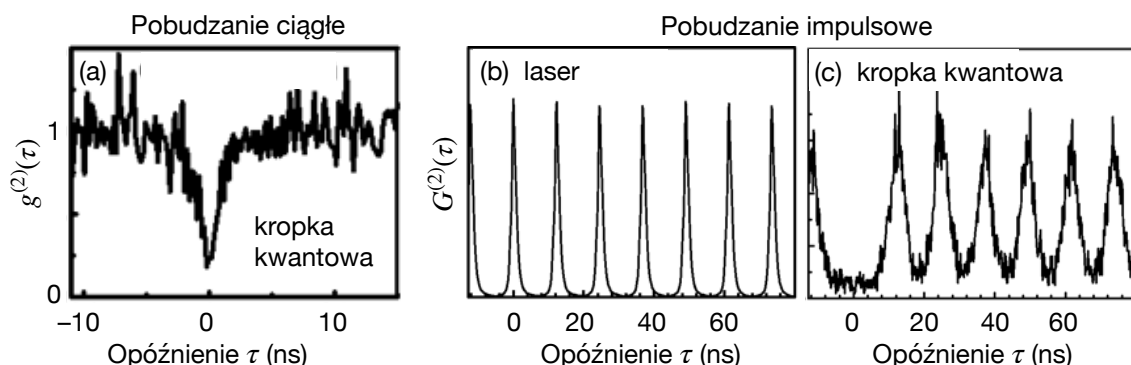 Pobudzanie ciągłe
Pobudzanie impulsowe
(a)
g⁽²⁾(τ)
1
0
kropka
kwantowa
−10 0 10
Opóźnienie τ (ns)
(b) laser
G⁽²⁾(τ)
0 20 40 60
Opóźnienie τ (ns)
(c) kropka kwantowa
0 20 40 60
Opóźnienie τ (ns)